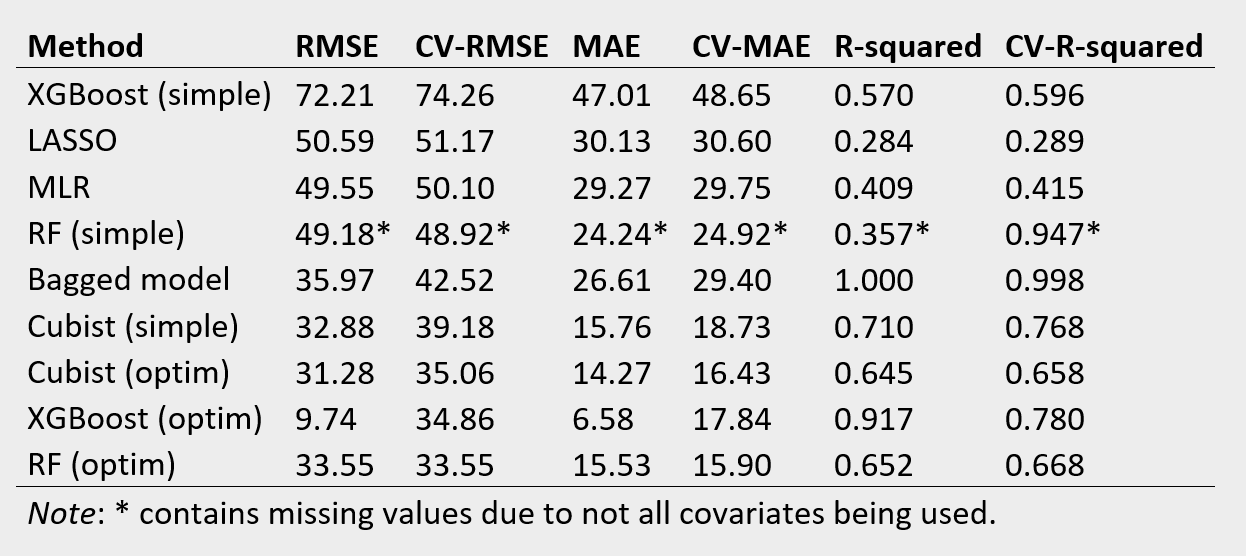 Method RMSE CV-RMSE MAE CV-MAE R-squared CV-R-squared
XGBoost (simple) 72.21 74.26 47.01 48.65 0.570 0.596
LASSO 50.59 51.17 30.13 30.60 0.284 0.289
MLR 49.55 50.10 29.27 29.75 0.409 0.415
RF (simple) 49.18* 48.92* 24.24* 24.92* 0.357* 0.947*
Bagged model 35.97 42.52 26.61 29.40 1.000 0.998
Cubist (simple) 32.88 39.18 15.76 18.73 0.710 0.768
Cubist (optim) 31.28 35.06 14.27 16.43 0.645 0.658
XGBoost (optim) 9.74 34.86 6.58 17.84 0.917 0.780
RF (optim) 33.55 33.55 15.53 15.90 0.652 0.668
Note: * contains missing values due to not all covariates being used.